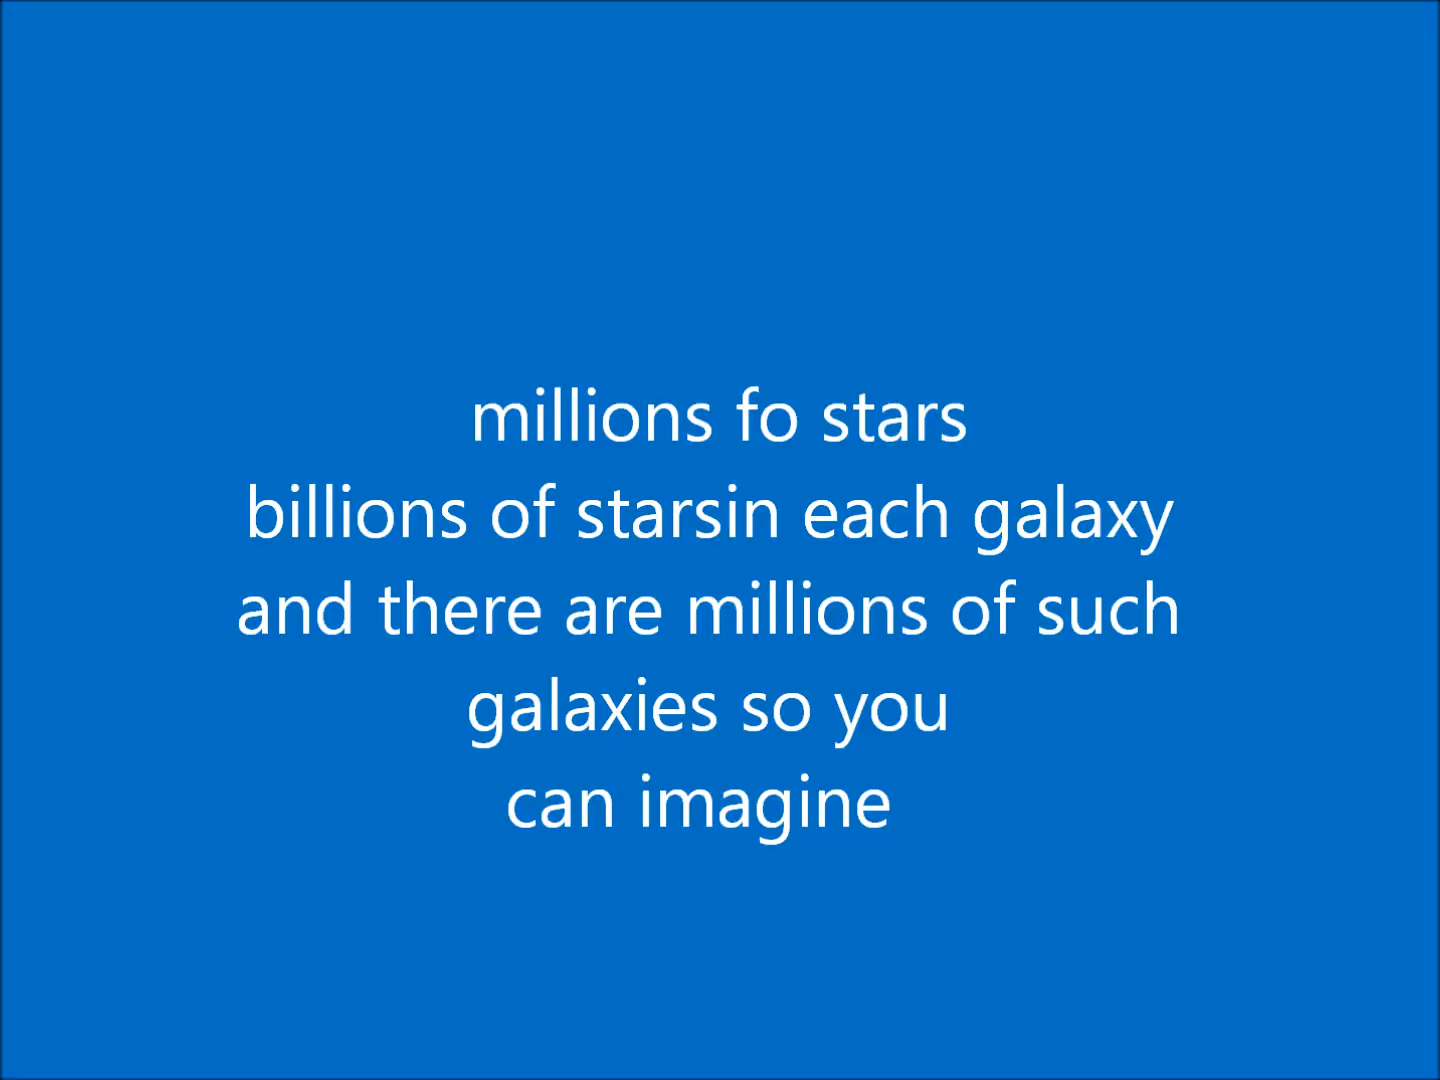 millions fo stars
billions of starsin each galaxy
and there are millions of such
galaxies so you
can imagine